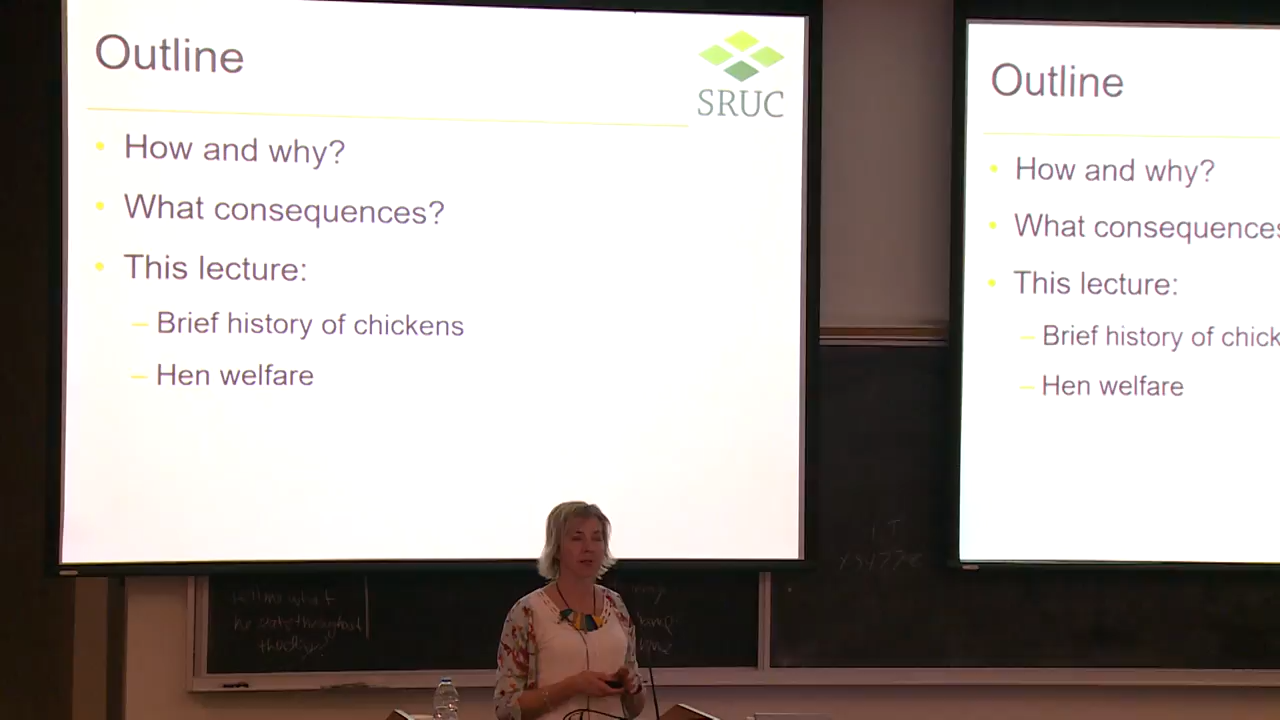 Outline
SRUC
• How and why?
• What consequences?
• This lecture:
– Brief history of chickens
– Hen welfare
Outline
• How and why?
• What consequences
• This lecture:
– Brief history of chick
– Hen welfare